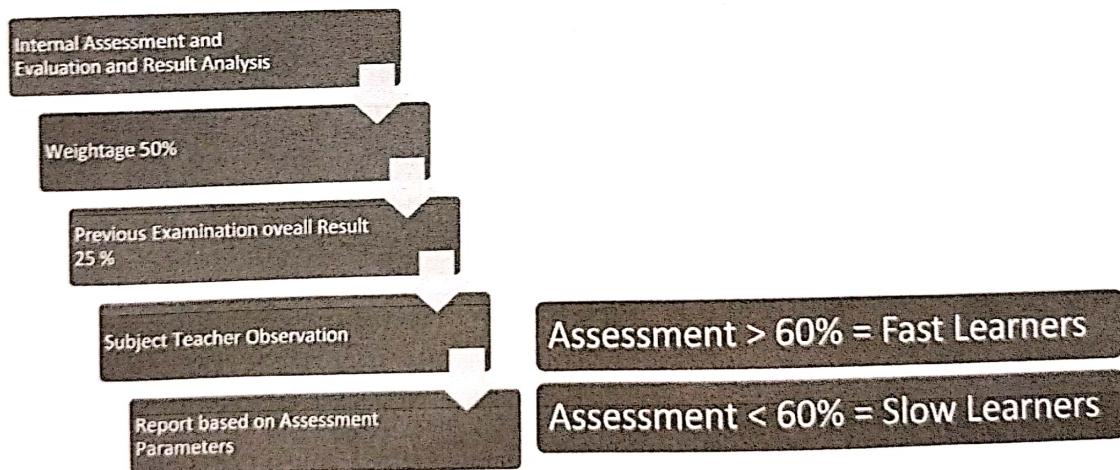 Internal Assessment and
Evaluation and Result Analysis
Weightage 50%
Previous Examination oveall Result
25 %
Subject Teacher Observation
Report based on Assessment
Parameters
Assessment > 60% = Fast Learners
Assessment < 60% = Slow Learners